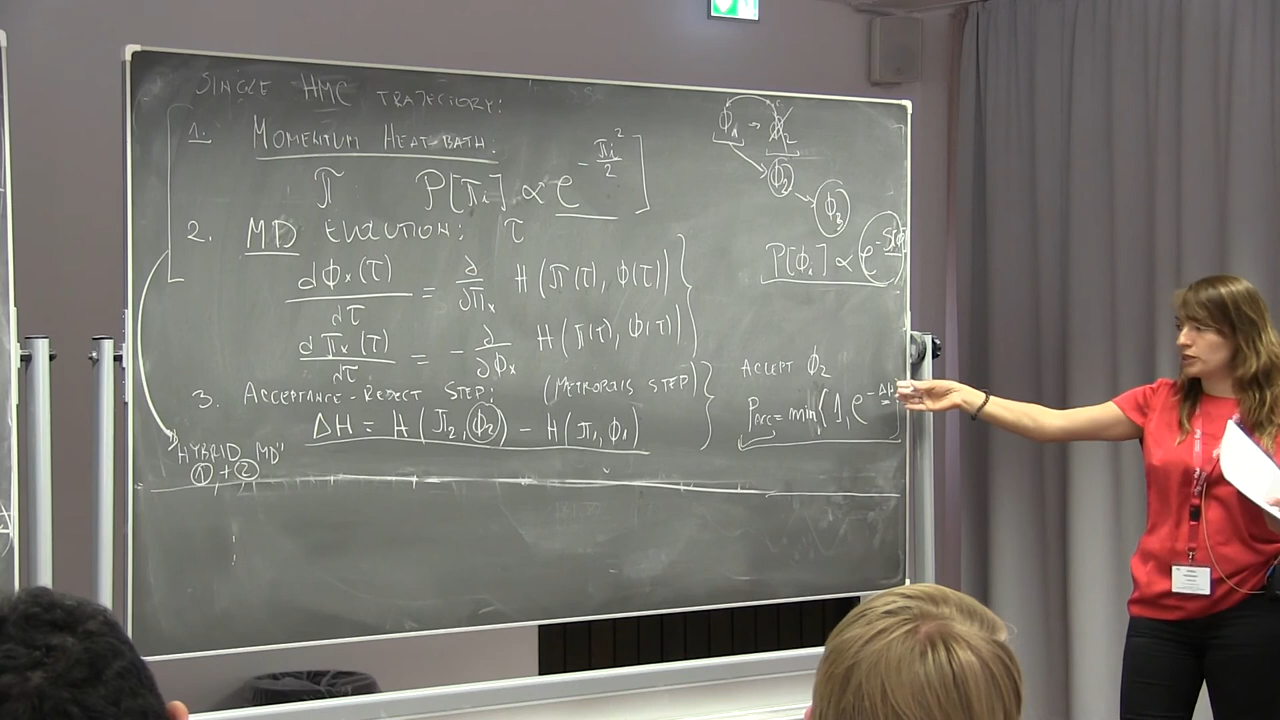 SINGLE HMC TRAJECTORY:
1. MOMENTUM HEAT-BATH:
π P[πi] ∝ e^{-πi²/2}
2. MD EVOLUTION: τ
dϕx(τ)/dτ = ∂/∂πx H(π(τ), ϕ(τ))
dπx(τ)/dτ = -∂/∂ϕx H(π(τ), ϕ(τ))
3. ACCEPTANCE-REJECT STEP: (METROPOLIS STEP)
ΔH = H(π2, ϕ2) - H(π1, ϕ1)
"HYBRID MD"
① + ②
ϕ1 → ϕ2
ϕ2
ϕ3
P[ϕi] ∝ e^{-S[ϕ]
ACCEPT ϕ2
PACC = min{1, e^{-ΔH}